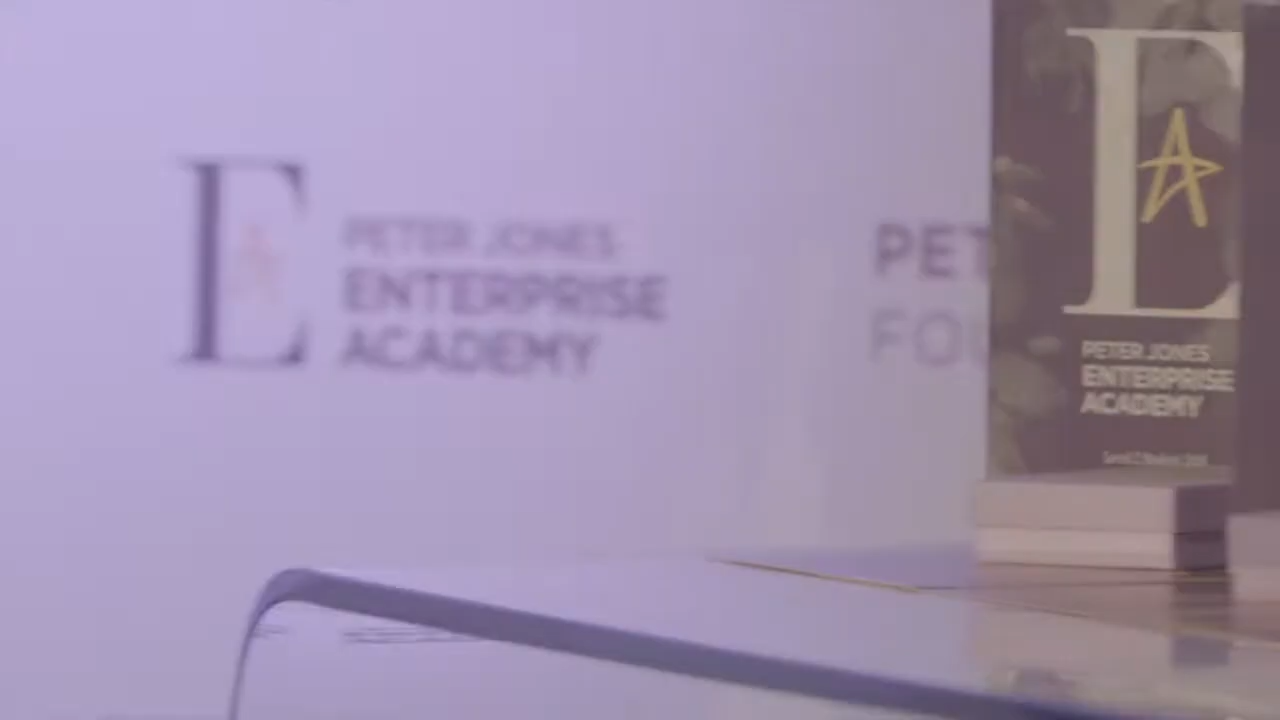 E
PETER JONES
ENTERPRISE
ACADEMY
PET
FOU
E
A
PETER JONES
ENTERPRISE
ACADEMY